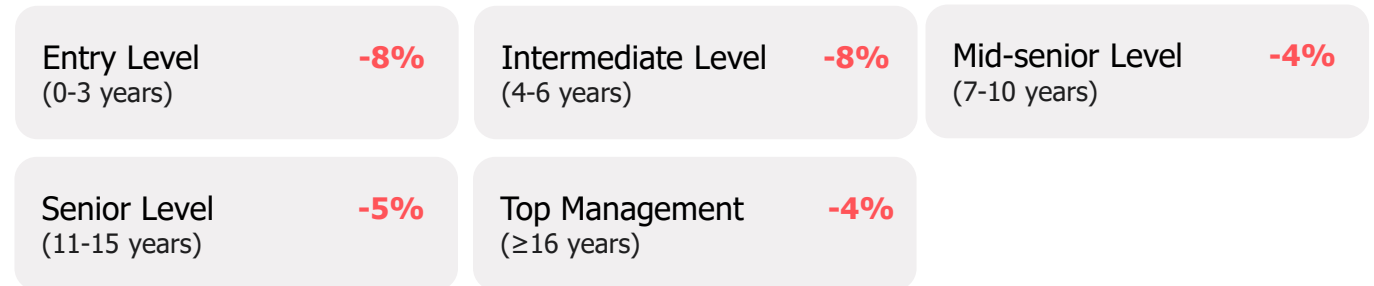 Entry Level -8%
(0-3 years)
Intermediate Level -8%
(4-6 years)
Mid-senior Level -4%
(7-10 years)
Senior Level -5%
(11-15 years)
Top Management -4%
(≥16 years)